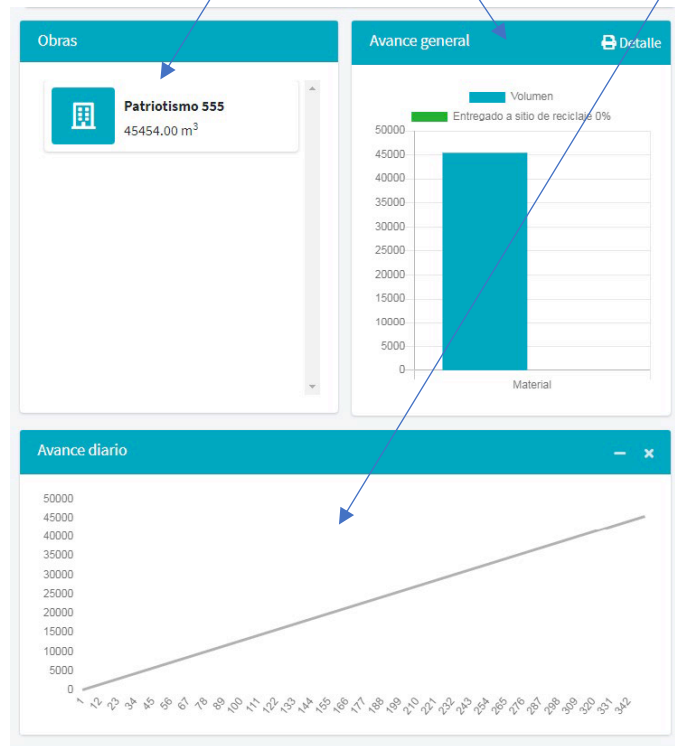 Obras
Patriotismo 555
45454.00 m³
Avance general
Detalle
Volumen
Entregado a sitio de reciclaje 0%
50000
45000
40000
35000
30000
25000
20000
15000
10000
5000
0
Material
Avance diario
50000
45000
40000
35000
30000
25000
20000
15000
10000
5000
0
1 12 23 34 45 56 67 78 89 100 111 122 133 144 155 166 177 188 199 210 221 232 243 254 265 276 287 298 309 320 331 342